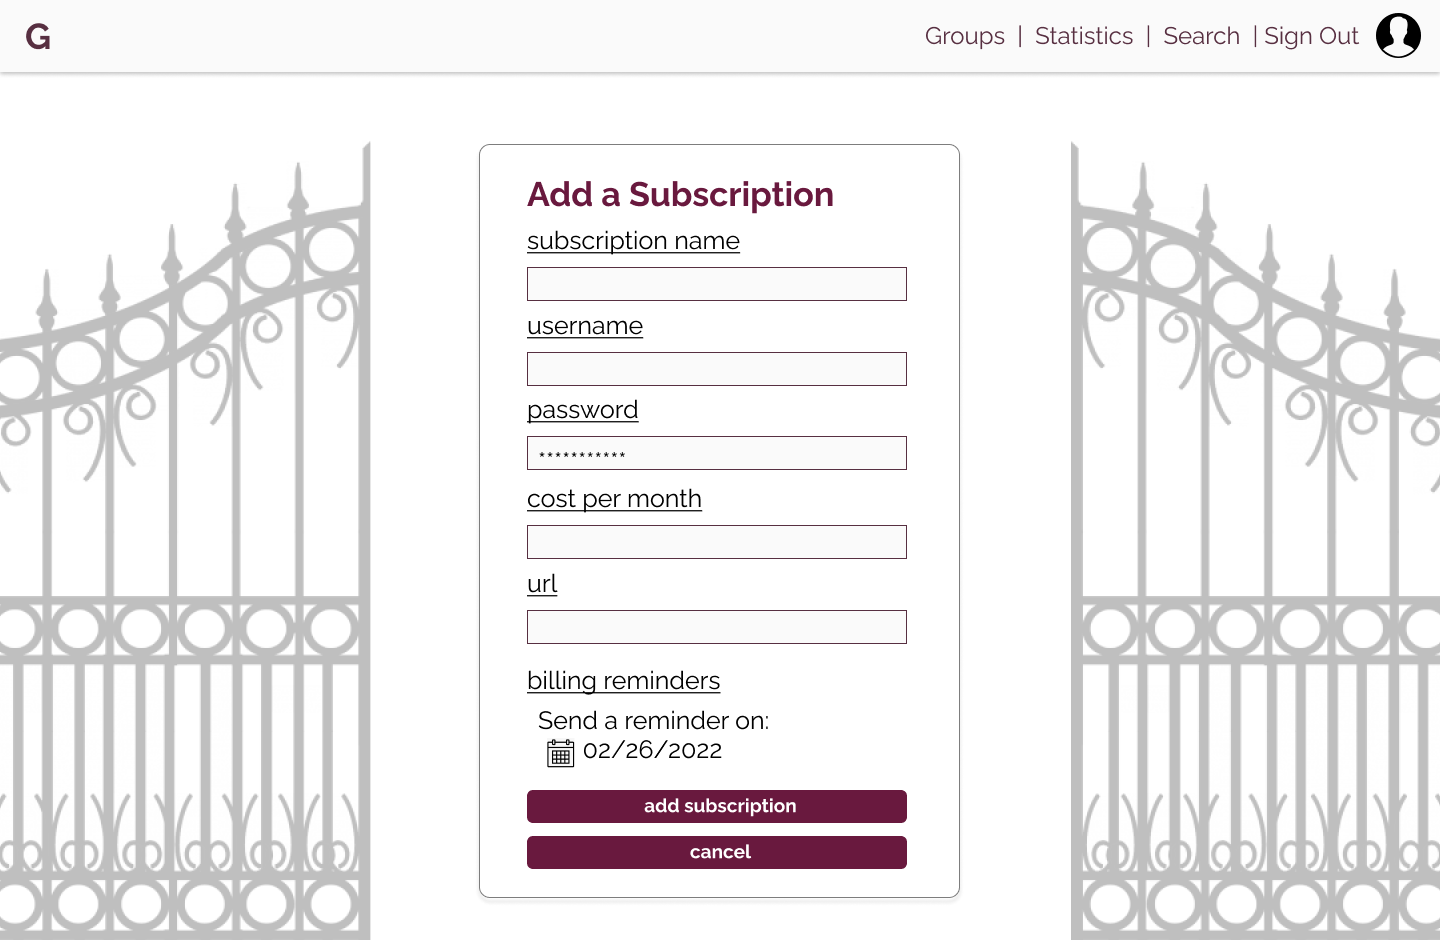 G
Groups | Statistics | Search | Sign Out
Add a Subscription
subscription name
username
password
***********
cost per month
url
billing reminders
Send a reminder on:
02/26/2022
add subscription
cancel